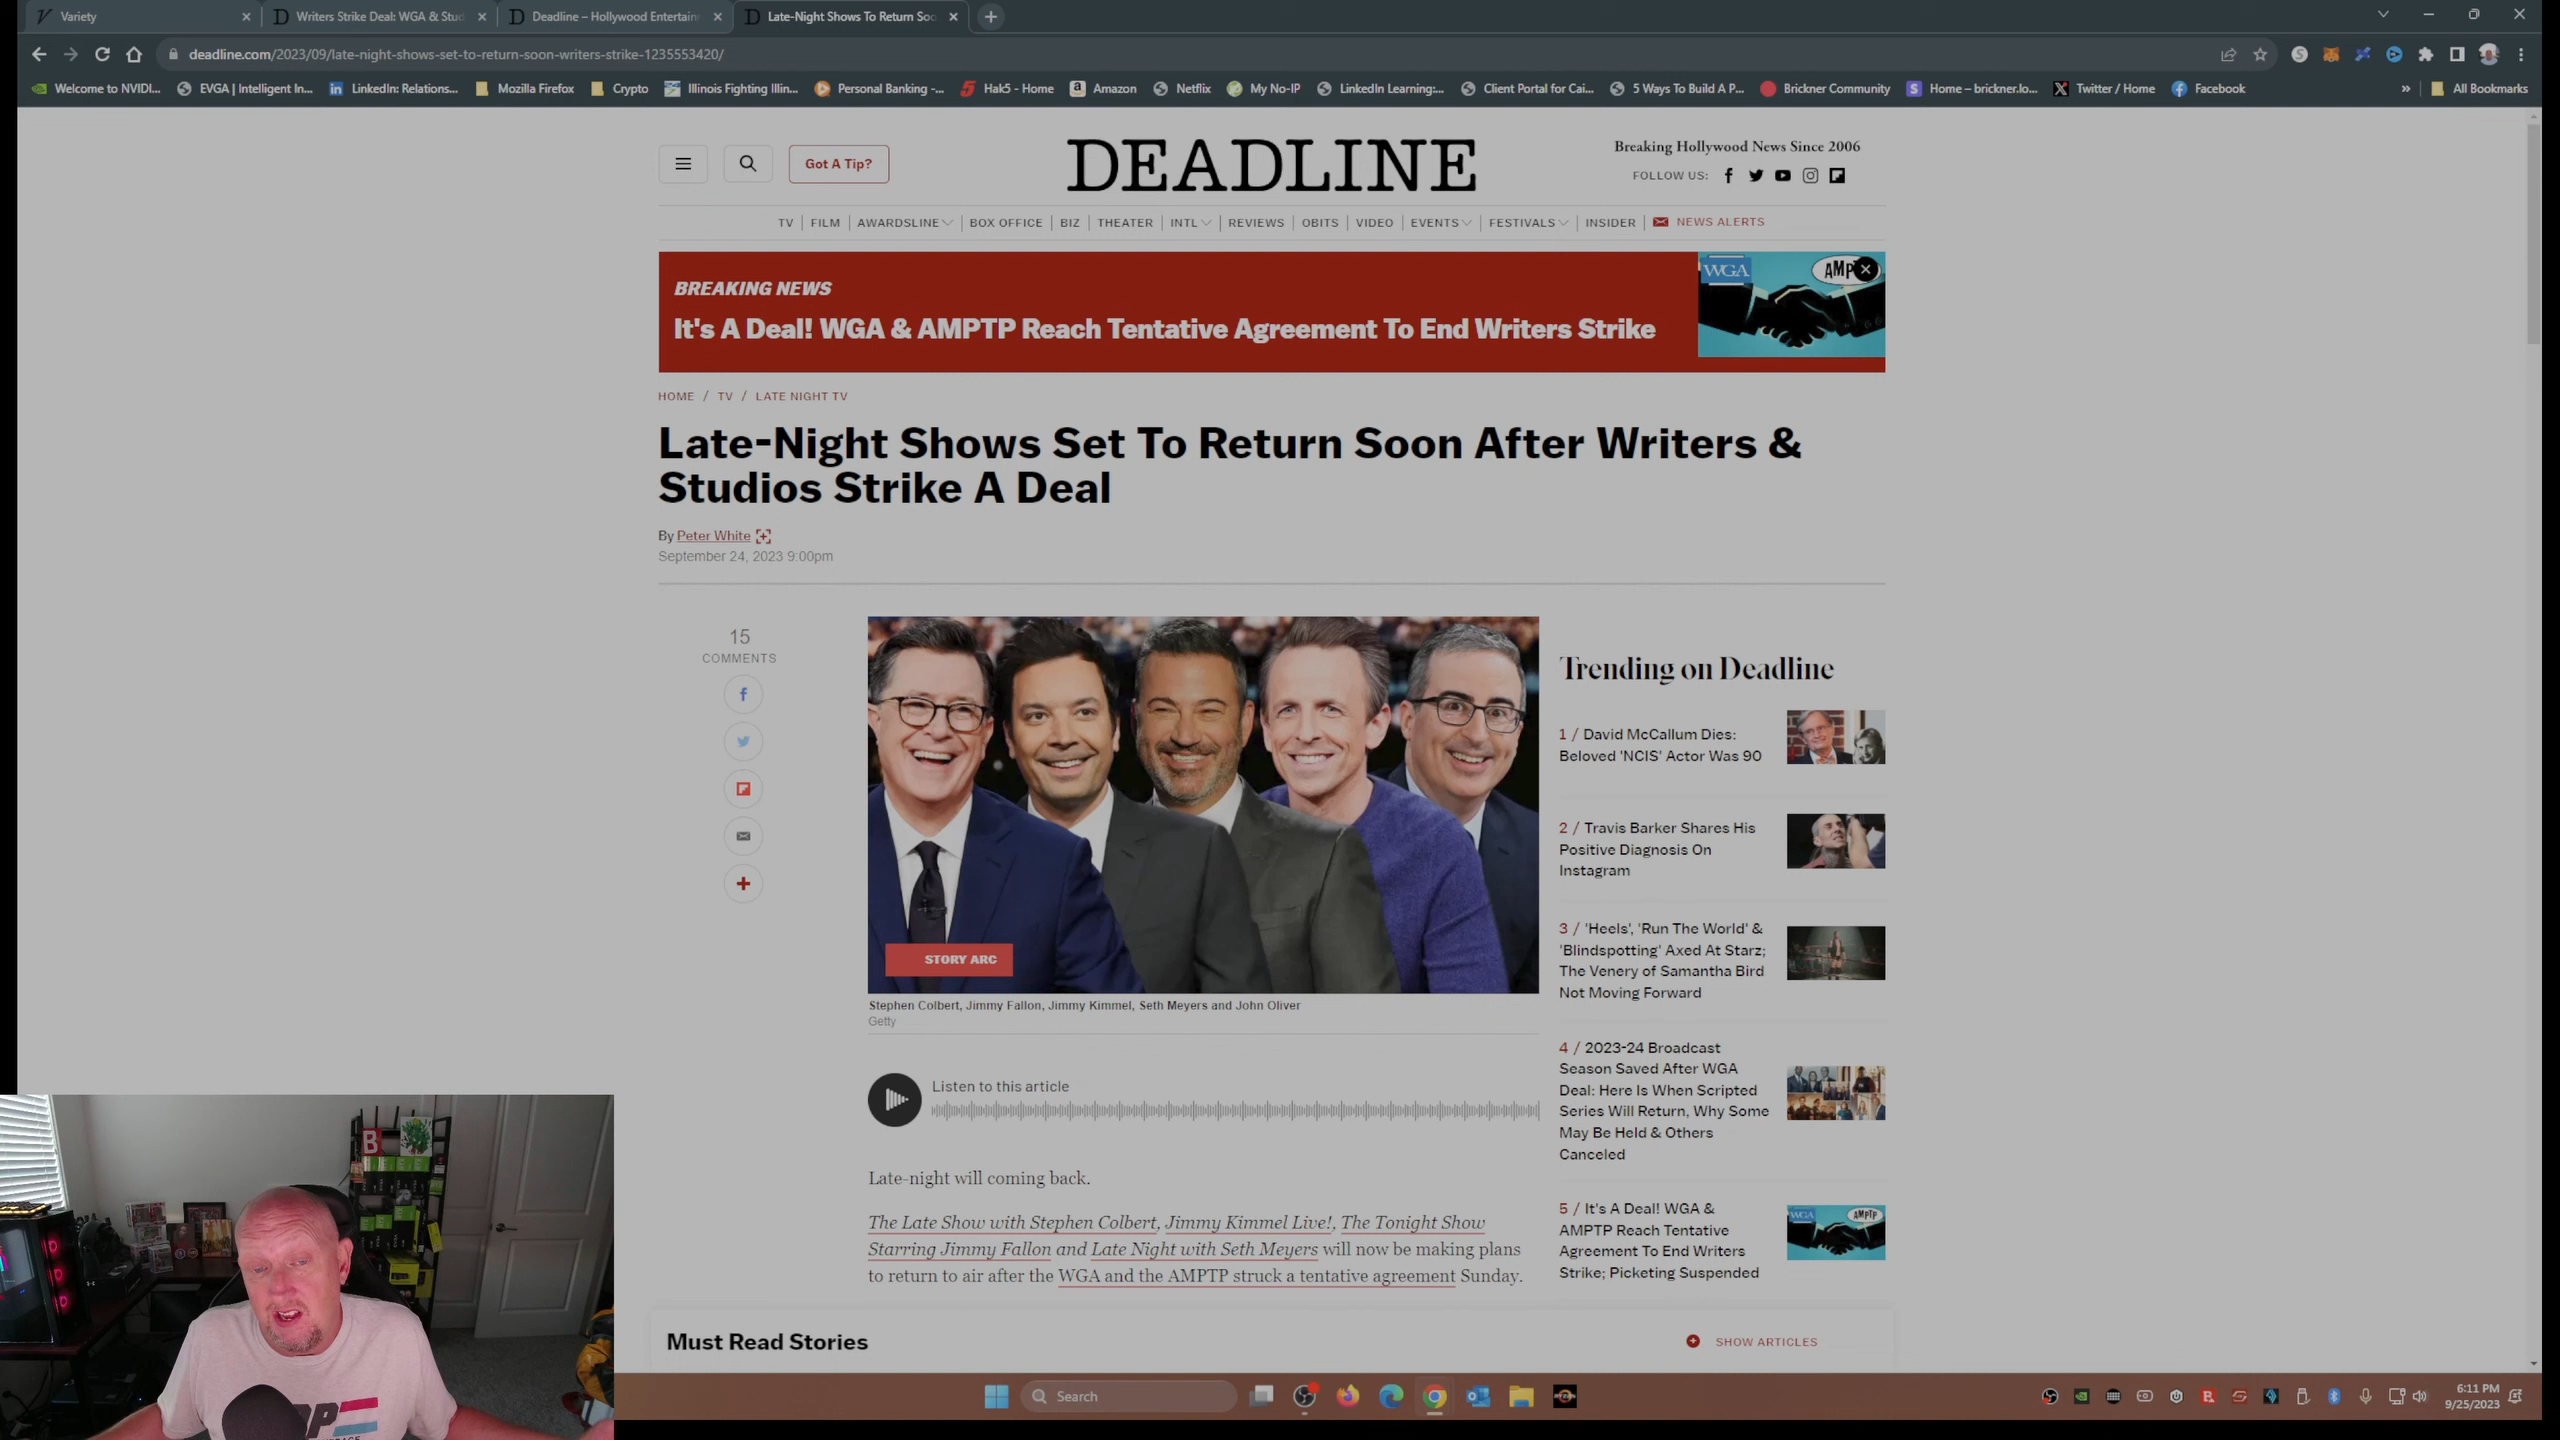 Variety
Writers Strike Deal: WGA & Stud
Deadline – Hollywood Entertain
Late-Night Shows To Return Soo
deadline.com/2023/09/late-night-shows-set-to-return-soon-writers-strike-1235553420/
Welcome to NVIDI...
EVGA | Intelligent In...
LinkedIn: Relations...
Mozilla Firefox
Crypto
Illinois Fighting Illin...
Personal Banking -...
Hak5 - Home
Amazon
Netflix
My No-IP
LinkedIn Learning:...
Client Portal for Cai...
5 Ways To Build A P...
Brickner Community
Home – brickner.lo...
Twitter / Home
Facebook
»
All Bookmarks
Got A Tip?
DEADLINE
Breaking Hollywood News Since 2006
FOLLOW US:
TV | FILM | AWARDSLINE | BOX OFFICE | BIZ | THEATER | INTL | REVIEWS | OBITS | VIDEO | EVENTS | FESTIVALS | INSIDER | NEWS ALERTS
BREAKING NEWS
It's A Deal! WGA & AMPTP Reach Tentative Agreement To End Writers Strike
WGA
HOME / TV / LATE NIGHT TV
Late-Night Shows Set To Return Soon After Writers &
Studios Strike A Deal
By Peter White
September 24, 2023 9:00pm
15
COMMENTS
STORY ARC
Stephen Colbert, Jimmy Fallon, Jimmy Kimmel, Seth Meyers and John Oliver
Getty
Listen to this article
Late-night will coming back.
The Late Show with Stephen Colbert, Jimmy Kimmel Live!, The Tonight Show
Starring Jimmy Fallon and Late Night with Seth Meyers will now be making plans
to return to air after the WGA and the AMPTP struck a tentative agreement Sunday.
Trending on Deadline
1 / David McCallum Dies:
Beloved 'NCIS' Actor Was 90
2 / Travis Barker Shares His
Positive Diagnosis On
Instagram
3 / 'Heels', 'Run The World' &
'Blindspotting' Axed At Starz;
The Venery of Samantha Bird
Not Moving Forward
4 / 2023-24 Broadcast
Season Saved After WGA
Deal: Here Is When Scripted
Series Will Return, Why Some
May Be Held & Others
Canceled
5 / It's A Deal! WGA &
AMPTP Reach Tentative
Agreement To End Writers
Strike; Picketing Suspended
WGA
AMPTP
Must Read Stories
SHOW ARTICLES
B
Search
6:11 PM
9/25/2023